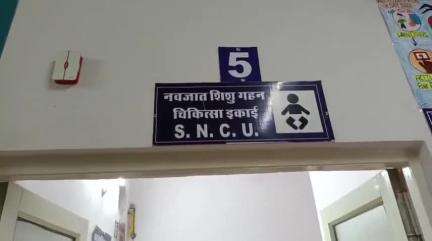 5
नवजात शिशु गहन
चिकित्सा इकाई
S. N. C. U.